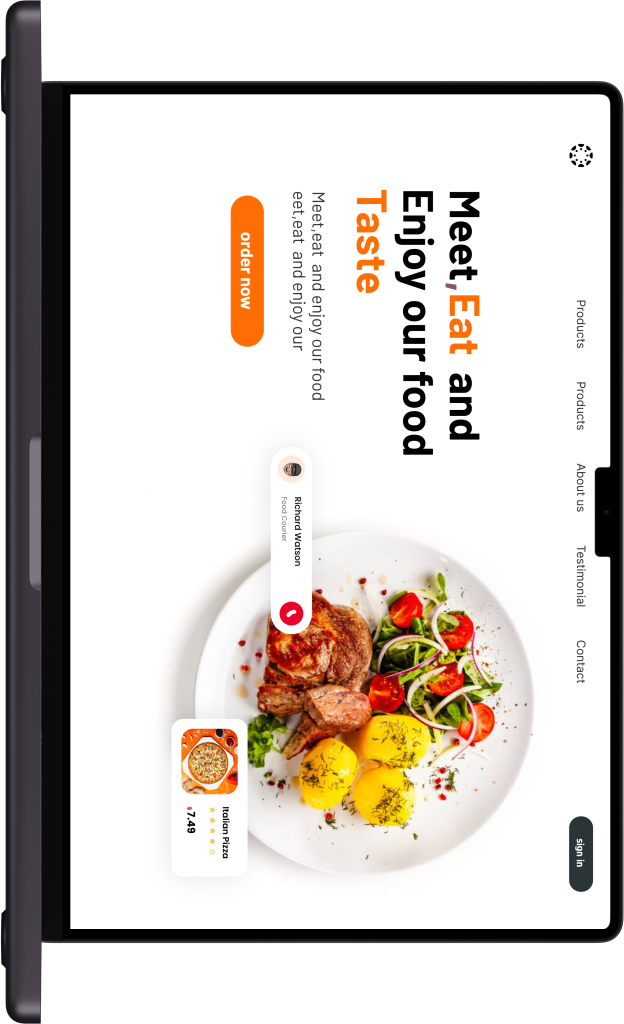 Products
Products
About us
Testimonial
Contact
sign in
Meet,Eat and
Enjoy our food
Taste
Meet,eat and enjoy our food
eet,eat and enjoy our
order now
Richard Watson
Food Courier
Italian Pizza
$7.49